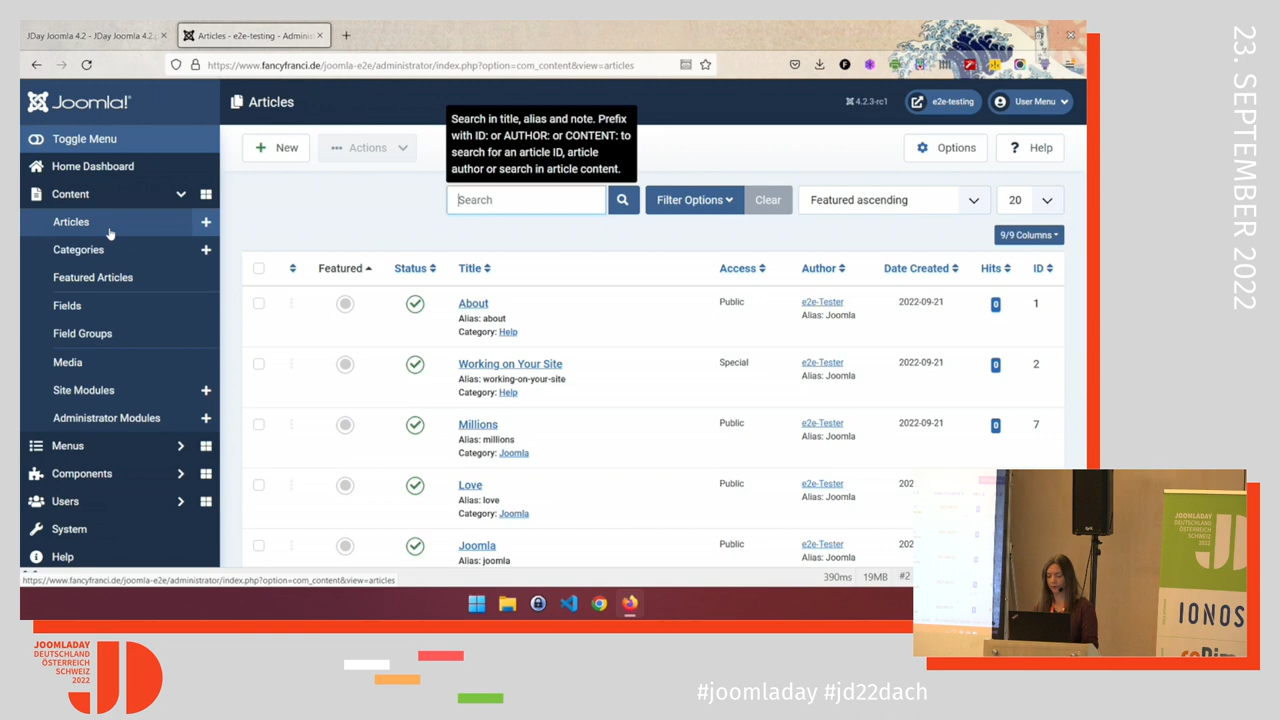 JDay Joomla 4.2 - JDay Joomla 4.2
Articles - e2e-testing - Adminis
https://www.fancyfranci.de/joomla-e2e/administrator/index.php?option=com_content&view=articles
Joomla!
Articles
4.2.3-rc1
e2e-testing
User Menu
Toggle Menu
Home Dashboard
Content
Articles
Categories
Featured Articles
Fields
Field Groups
Media
Site Modules
Administrator Modules
Menus
Components
Users
System
Help
New
Actions
Options
Help
Search in title, alias and note. Prefix
with ID: or AUTHOR: or CONTENT: to
search for an article ID, article
author or search in article content.
Search
Filter Options
Clear
Featured ascending
20
9/9 Columns
Featured Status Title Access Author Date Created Hits ID
About Public e2e-Tester 2022-09-21 0 1
Alias: about Alias: Joomla
Category: Help
Working on Your Site Special e2e-Tester 2022-09-21 0 2
Alias: working-on-your-site Alias: Joomla
Category: Help
Millions Public e2e-Tester 2022-09-21 0 7
Alias: millions Alias: Joomla
Category: Joomla
Love Public e2e-Tester 202
Alias: love Alias: Joomla
Category: Joomla
Joomla Public e2e-Tester 202
Alias: joomla Alias: Joomla
https://www.fancyfranci.de/joomla-e2e/administrator/index.php?option=com_content&view=articles
390ms 19MB #2
23. SEPTEMBER 2022
JOOMLADAY
DEUTSCHLAND
ÖSTERREICH
SCHWEIZ
2022
IONOS
JOOMLADAY
DEUTSCHLAND
ÖSTERREICH
SCHWEIZ
2022
JD
#joomladay #jd22dach